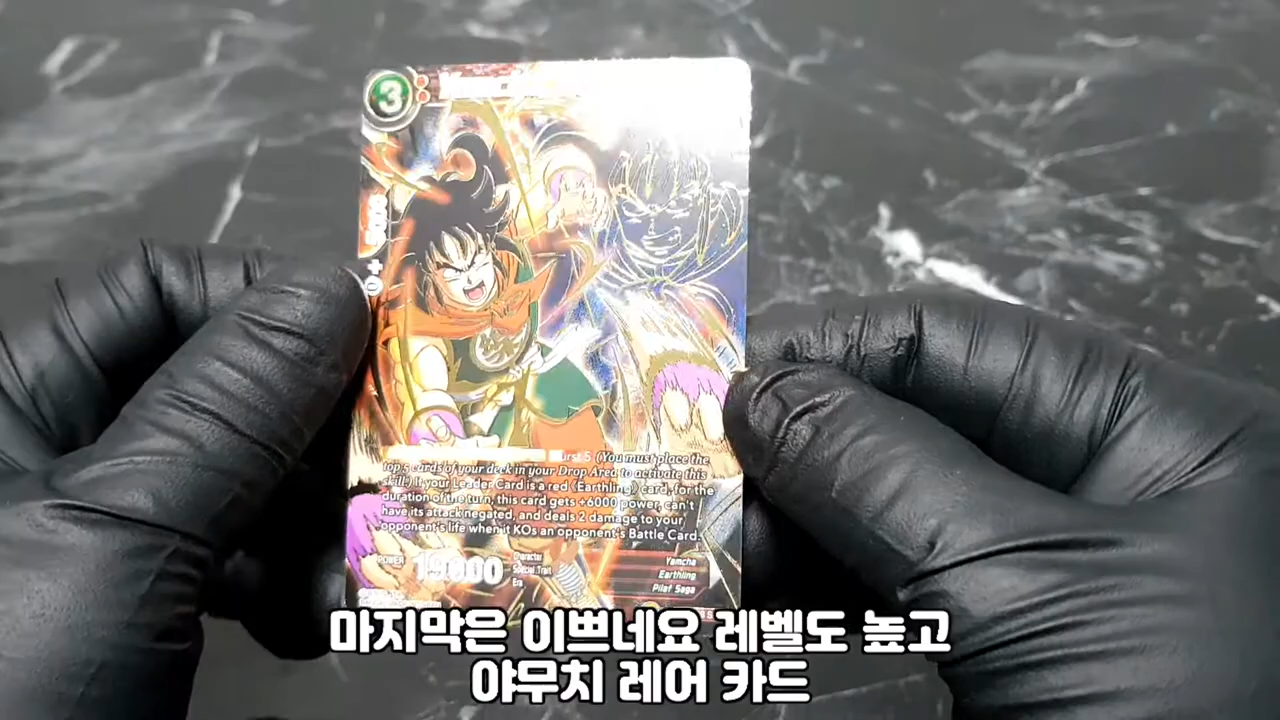 3
urst 5 (You must place the
top 5 cards of your deck in your Drop Area to activate this
skill.) If your Leader Card is a red 《Earthling》 card, for the
duration of the turn, this card gets +6000 power, can't
have its attack negated, and deals 2 damage to your
opponent's life when it KOs an opponent's Battle Card.
POWER 19000
Character Yamcha
Special Trait Earthling
Era Pilaf Saga
마지막은 이쁘네요 레벨도 높고
야무치 레어 카드